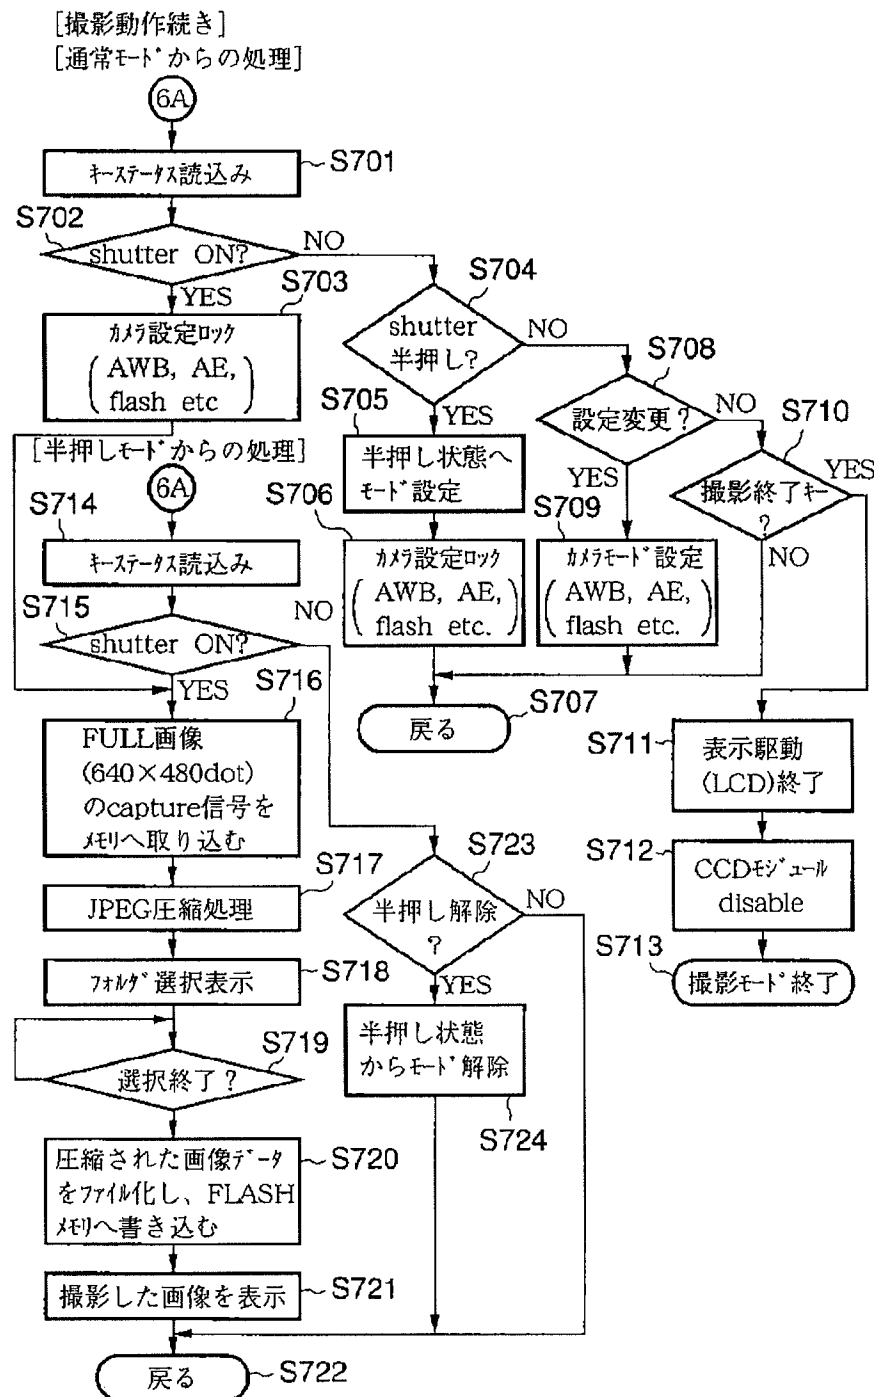 [撮影動作続き]
[通常ﾓｰﾄﾞからの処理]
6A
ｷｰｽﾃｰﾀｽ読込み
S701
S702
shutter ON?
NO
YES
S703
ｶﾒﾗ設定ﾛｯｸ
(AWB, AE,
flash etc)
S704
shutter
半押し?
NO
YES
S705
半押し状態へ
モード設定
S706
ｶﾒﾗ設定ﾛｯｸ
(AWB, AE,
flash etc.)
S708
設定変更?
NO
YES
S709
ｶﾒﾗﾓｰﾄﾞ設定
(AWB, AE,
flash etc.)
S710
撮影終了ｷｰ
?
YES
NO
戻る
S707
S711
表示駆動
(LCD)終了
S712
CCDﾓｼﾞｭｰﾙ
disable
S713
撮影ﾓｰﾄﾞ終了
[半押しﾓｰﾄﾞからの処理]
6A
S714
ｷｰｽﾃｰﾀｽ読込み
S715
shutter ON?
NO
YES
S716
FULL画像
(640×480dot)
のcapture信号を
ﾒﾓﾘへ取り込む
S717
JPEG圧縮処理
S718
ﾌｫﾙﾀﾞ選択表示
S719
選択終了?
S720
圧縮された画像ﾃﾞｰﾀ
をﾌｧｲﾙ化し、FLASH
ﾒﾓﾘへ書き込む
撮影した画像を表示
S721
S723
半押し解除
?
NO
YES
半押し状態
からﾓｰﾄﾞ解除
S724
戻る
S722